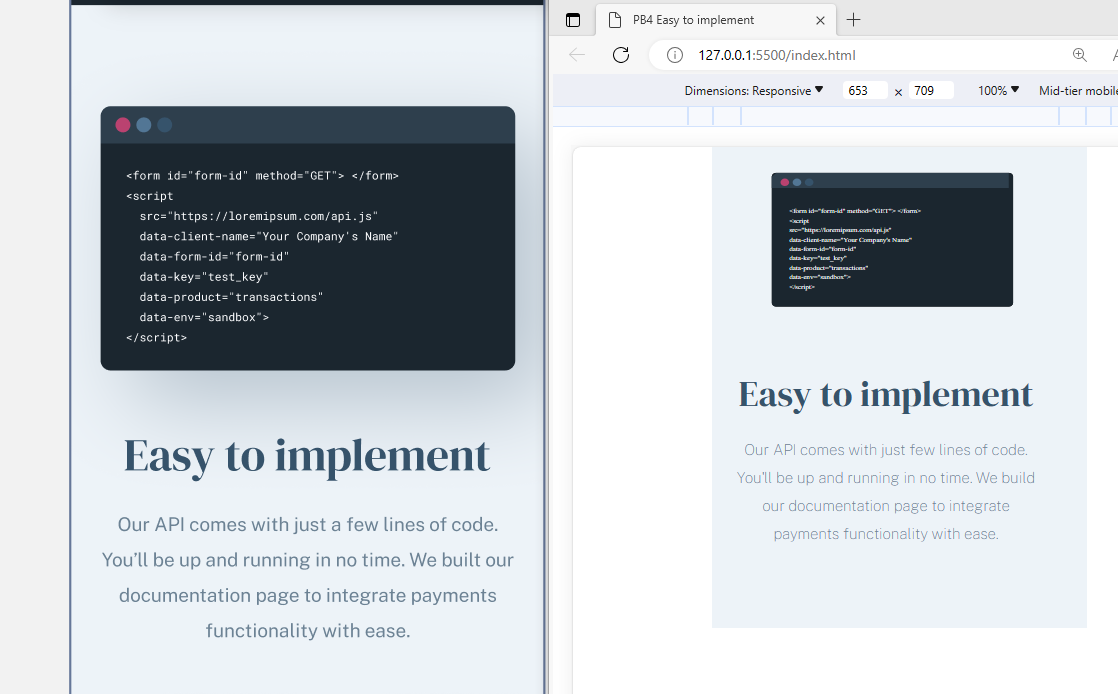 <form id="form-id" method="GET"> </form>
<script
src="https://loremipsum.com/api.js"
data-client-name="Your Company's Name"
data-form-id="form-id"
data-key="test_key"
data-product="transactions"
data-env="sandbox">
</script>
Easy to implement
Our API comes with just a few lines of code.
You’ll be up and running in no time. We built our
documentation page to integrate payments
functionality with ease.
PB4 Easy to implement
127.0.0.1:5500/index.html
Dimensions: Responsive 653 x 709 100% Mid-tier mobile
<form id="form-id" method="GET"> </form>
<script
src="https://loremipsum.com/api.js"
data-client-name="Your Company's Name"
data-form-id="form-id"
data-key="test_key"
data-product="transactions"
data-env="sandbox">
</script>
Easy to implement
Our API comes with just few lines of code.
You’ll be up and running in no time. We build
our documentation page to integrate
payments functionality with ease.